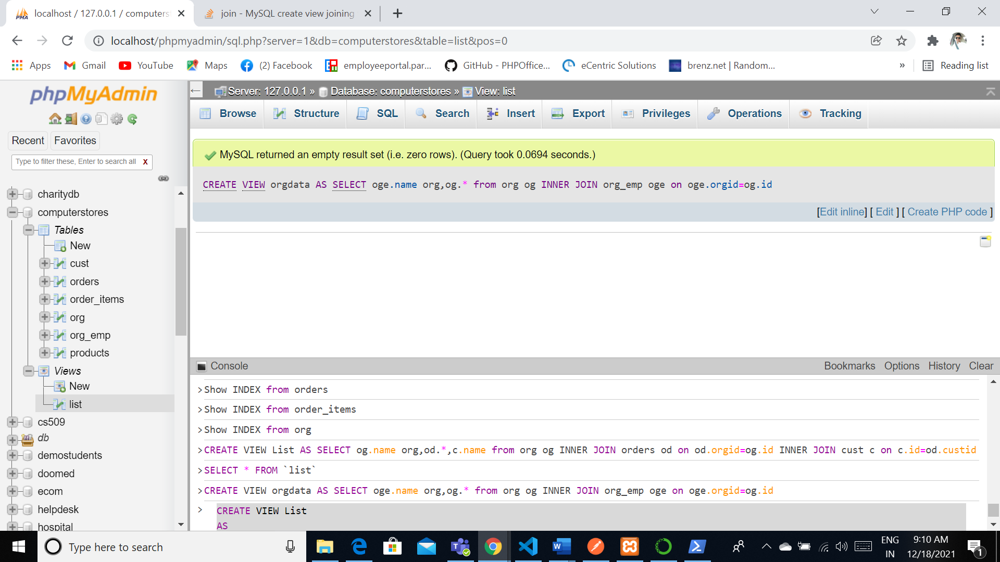 localhost / 127.0.0.1 / computerst
join - MySQL create view joining
localhost/phpmyadmin/sql.php?server=1&db=computerstores&table=list&pos=0
Apps Gmail YouTube Maps (2) Facebook employeeportal.par... GitHub - PHPOffice... eCentric Solutions brenz.net | Random... » Reading list
phpMyAdmin
Recent Favorites
Type to filter these, Enter to search all X
charitydb
computerstores
Tables
New
cust
orders
order_items
org
org_emp
products
Views
New
list
cs509
db
demostudents
doomed
ecom
helpdesk
hospital
Server: 127.0.0.1 » Database: computerstores » View: list
Browse Structure SQL Search Insert Export Privileges Operations Tracking
MySQL returned an empty result set (i.e. zero rows). (Query took 0.0694 seconds.)
CREATE VIEW orgdata AS SELECT oge.name org,og.* from org og INNER JOIN org_emp oge on oge.orgid=og.id
[Edit inline] [ Edit ] [ Create PHP code ]
Console Bookmarks Options History Clear
>Show INDEX from orders
>Show INDEX from order_items
>Show INDEX from org
>CREATE VIEW List AS SELECT og.name org,od.*,c.name from org og INNER JOIN orders od on od.orgid=og.id INNER JOIN cust c on c.id=od.custid
>SELECT * FROM `list`
>CREATE VIEW orgdata AS SELECT oge.name org,og.* from org og INNER JOIN org_emp oge on oge.orgid=og.id
> CREATE VIEW List
AS
Type here to search
ENG
IN
9:10 AM
12/18/2021
1